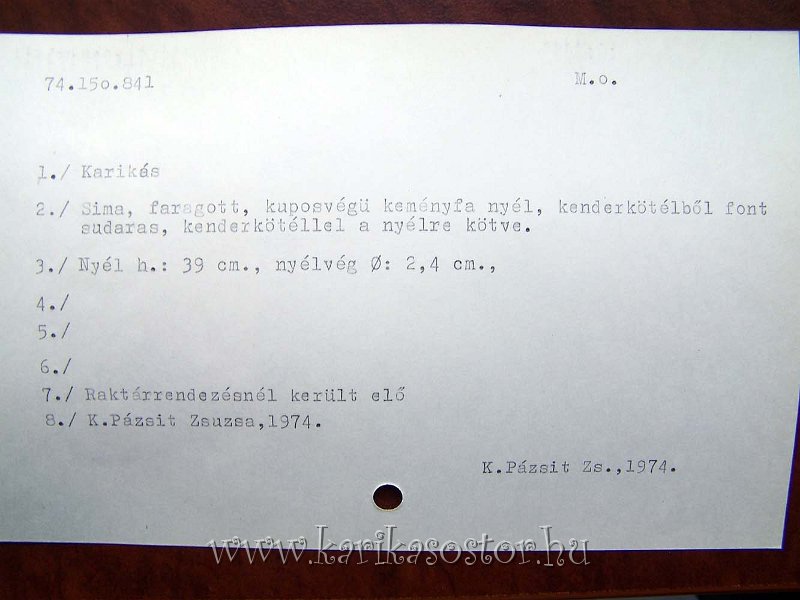 74.150.841 M.o.
1./ Karikás
2./ Sima, faragott, kuposvégü keményfa nyél, kenderkötélből font
sudaras, kenderkötéllel a nyélre kötve.
3./ Nyél h.: 39 cm., nyélvég Ø: 2,4 cm.,
4./
5./
6./
7./ Raktárrendezésnél került elő
8./ K.Pázsit Zsuzsa,1974.
K.Pázsit Zs.,1974.
www.karikasostor.hu